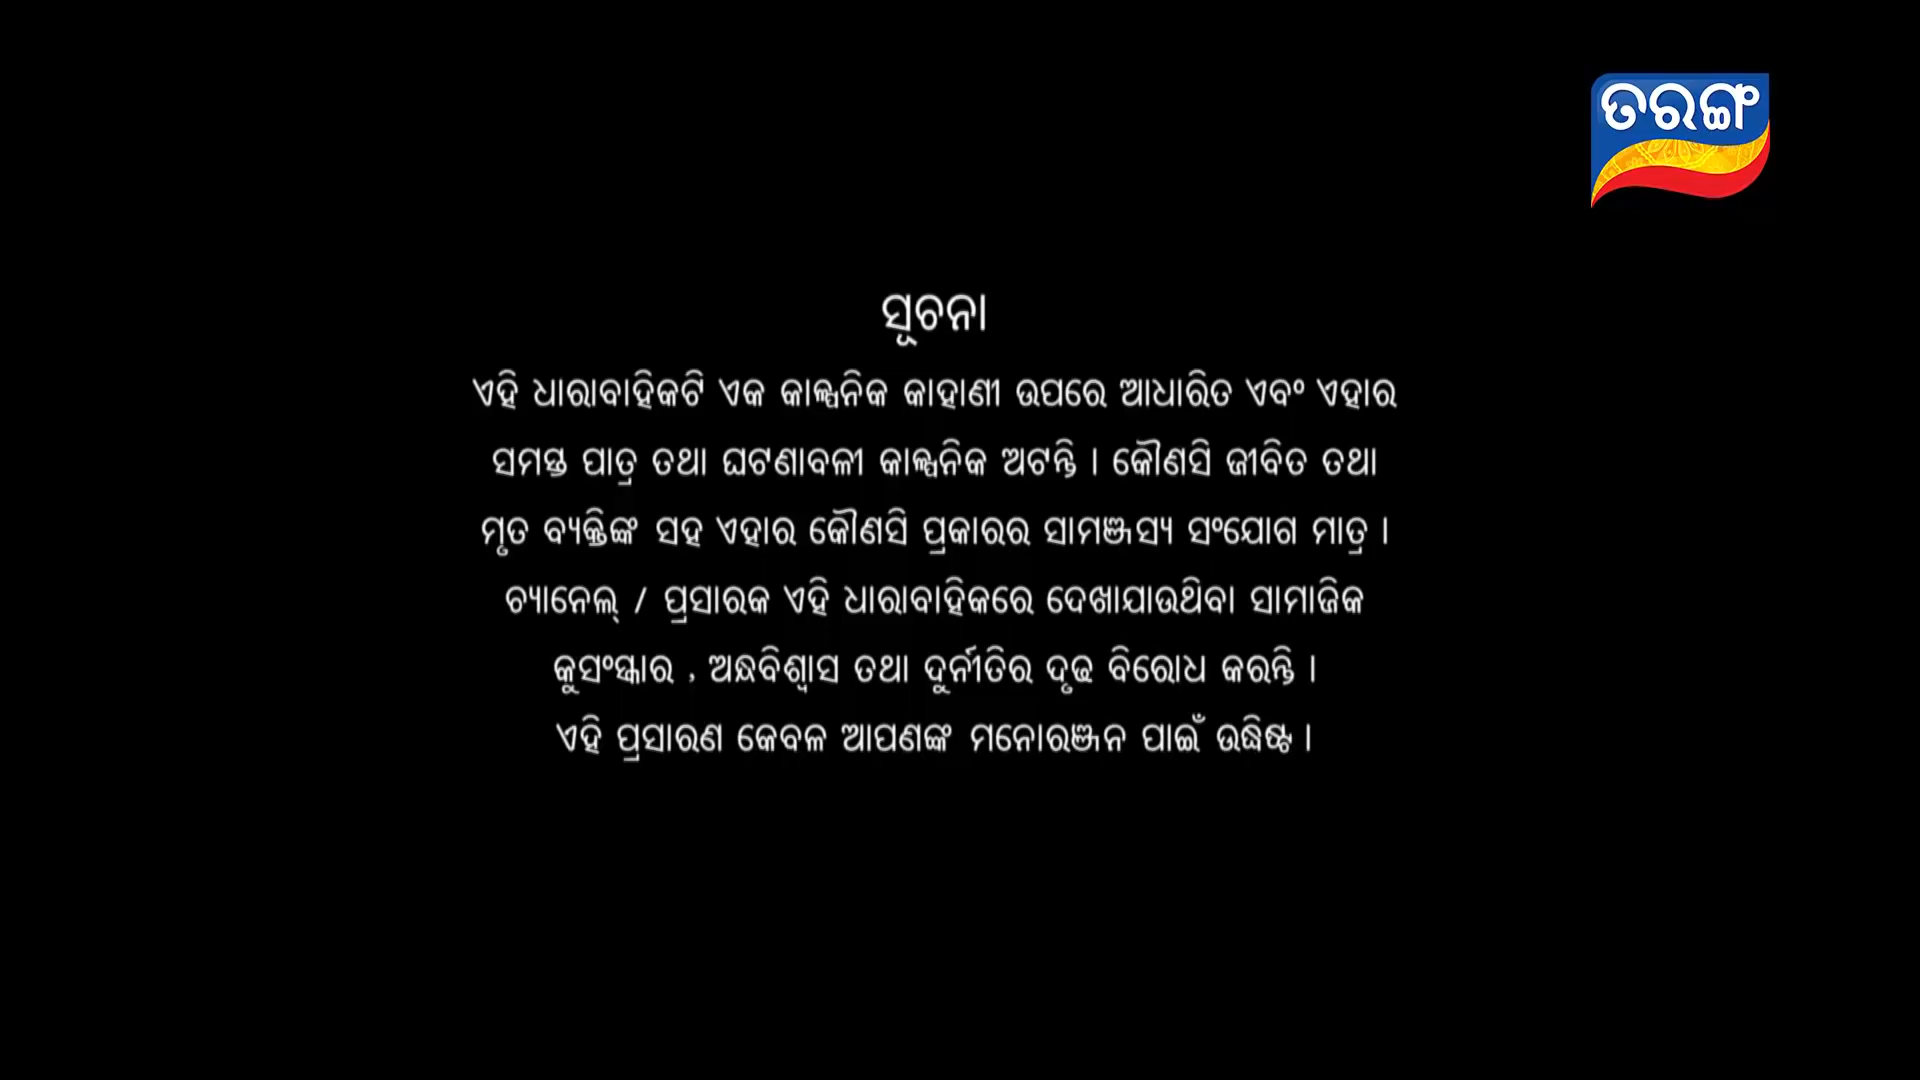 ତରଙ୍ଗ
ସୂଚନା
ଏହି ଧାରାବାହିକଟି ଏକ କାଳ୍ପନିକ କାହାଣୀ ଉପରେ ଆଧାରିତ ଏବଂ ଏହାର
ସମସ୍ତ ପାତ୍ର ତଥା ଘଟଣାବଳୀ କାଳ୍ପନିକ ଅଟନ୍ତି । କୌଣସି ଜୀବିତ ତଥା
ମୃତ ବ୍ୟକ୍ତିଙ୍କ ସହ ଏହାର କୌଣସି ପ୍ରକାରର ସାମଞ୍ଜସ୍ୟ ସଂଯୋଗ ମାତ୍ର ।
ଚ୍ୟାନେଲ୍ / ପ୍ରସାରକ ଏହି ଧାରାବାହିକରେ ଦେଖାଯାଉଥିବା ସାମାଜିକ
କୁସଂସ୍କାର , ଅନ୍ଧବିଶ୍ୱାସ ତଥା ଦୁର୍ନୀତିର ଦୃଢ ବିରୋଧ କରନ୍ତି ।
ଏହି ପ୍ରସାରଣ କେବଳ ଆପଣଙ୍କ ମନୋରଞ୍ଜନ ପାଇଁ ଉଦ୍ଧିଷ୍ଟ ।